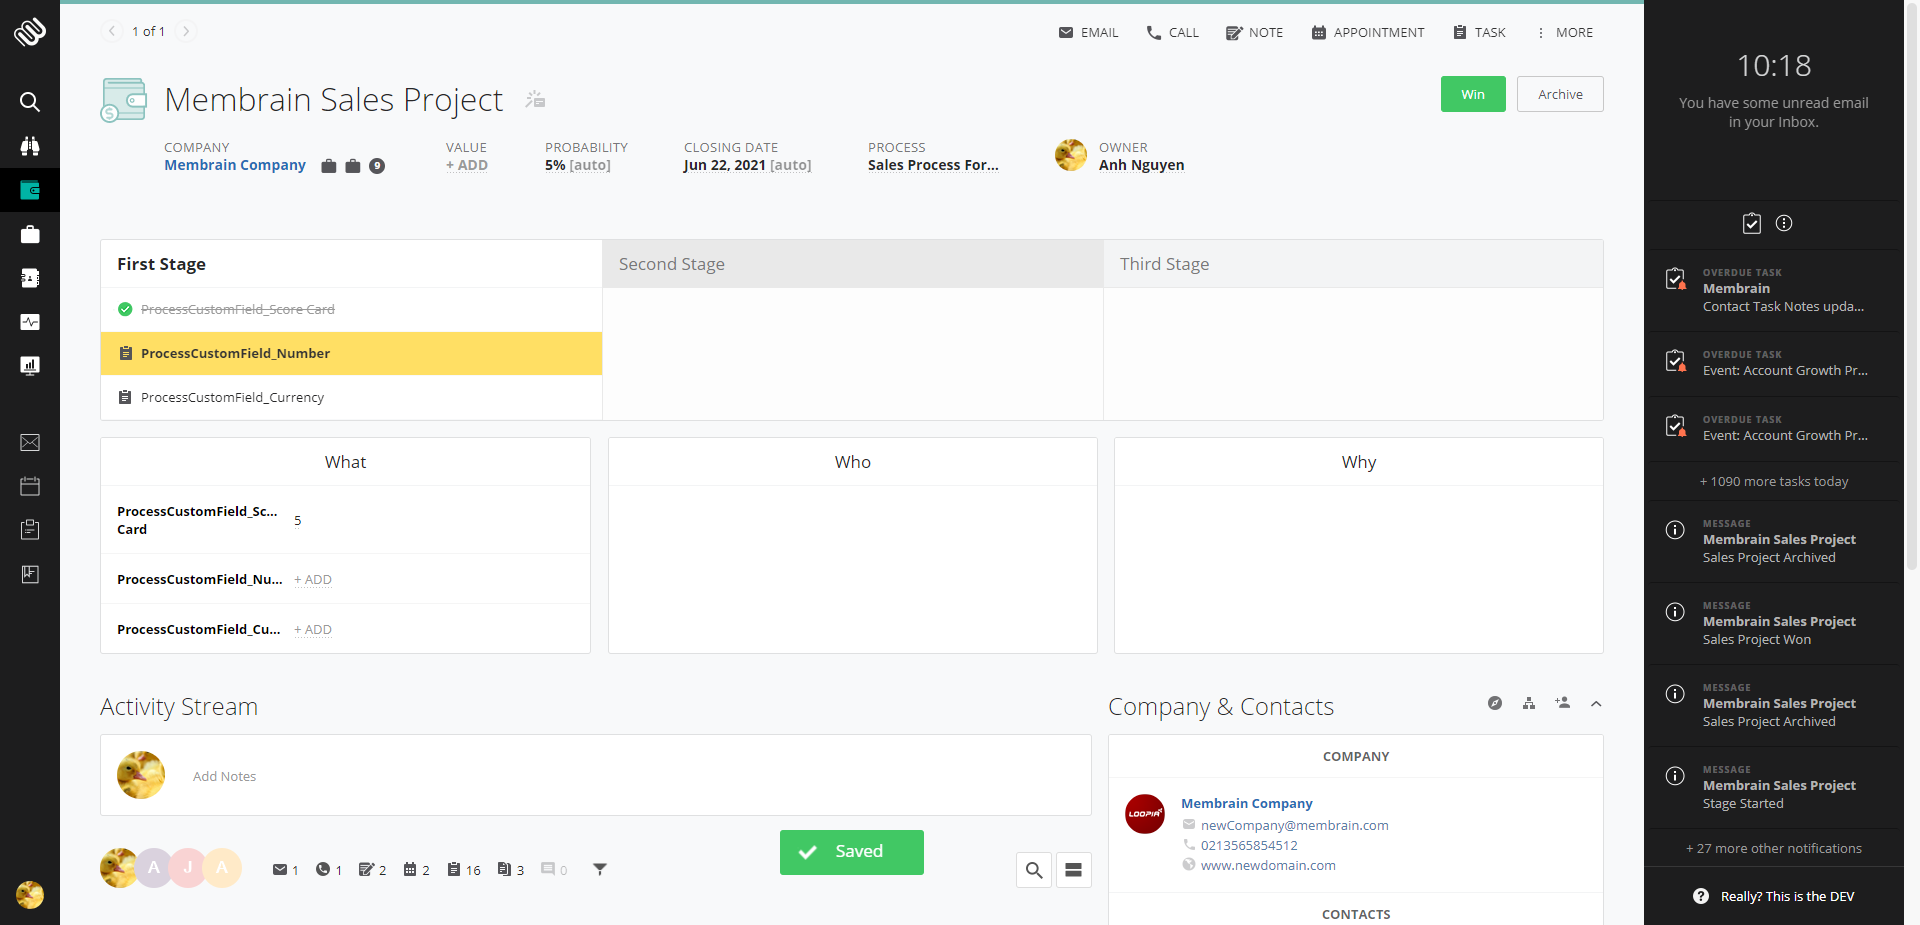 1 of 1
EMAIL
CALL
NOTE
APPOINTMENT
TASK
MORE
Membrain Sales Project
Win
Archive
COMPANY
Membrain Company
9
VALUE
+ ADD
PROBABILITY
5% [auto]
CLOSING DATE
Jun 22, 2021 [auto]
PROCESS
Sales Process For...
OWNER
Anh Nguyen
First Stage
Second Stage
Third Stage
ProcessCustomField_Score Card
ProcessCustomField_Number
ProcessCustomField_Currency
What
Who
Why
ProcessCustomField_Sc...
Card
5
ProcessCustomField_Nu...
+ ADD
ProcessCustomField_Cu...
+ ADD
Activity Stream
Add Notes
A
J
A
1
1
2
2
16
3
0
Saved
Company & Contacts
COMPANY
LOOPIA
Membrain Company
newCompany@membrain.com
0213565854512
www.newdomain.com
CONTACTS
10:18
You have some unread email
in your Inbox.
OVERDUE TASK
Membrain
Contact Task Notes upda...
OVERDUE TASK
Event: Account Growth Pr...
OVERDUE TASK
Event: Account Growth Pr...
+ 1090 more tasks today
MESSAGE
Membrain Sales Project
Sales Project Archived
MESSAGE
Membrain Sales Project
Sales Project Won
MESSAGE
Membrain Sales Project
Sales Project Archived
MESSAGE
Membrain Sales Project
Stage Started
+ 27 more other notifications
Really? This is the DEV